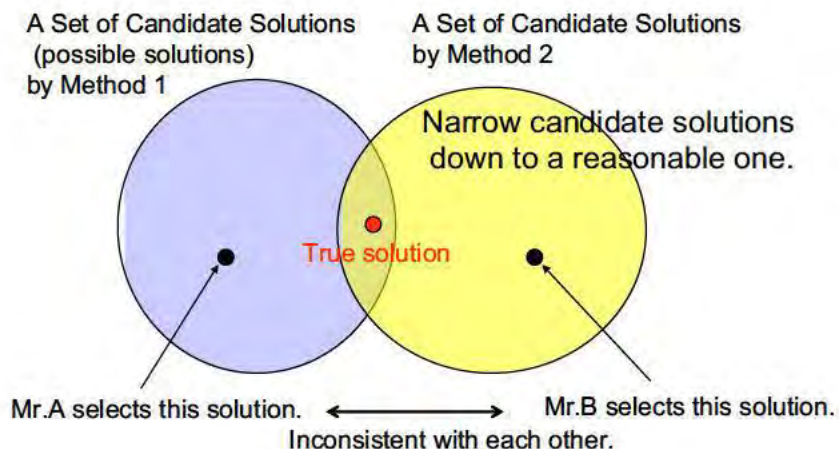 A Set of Candidate Solutions
(possible solutions)
by Method 1
A Set of Candidate Solutions
by Method 2
Narrow candidate solutions
down to a reasonable one.
True solution
Mr.A selects this solution.
Mr.B selects this solution.
Inconsistent with each other.